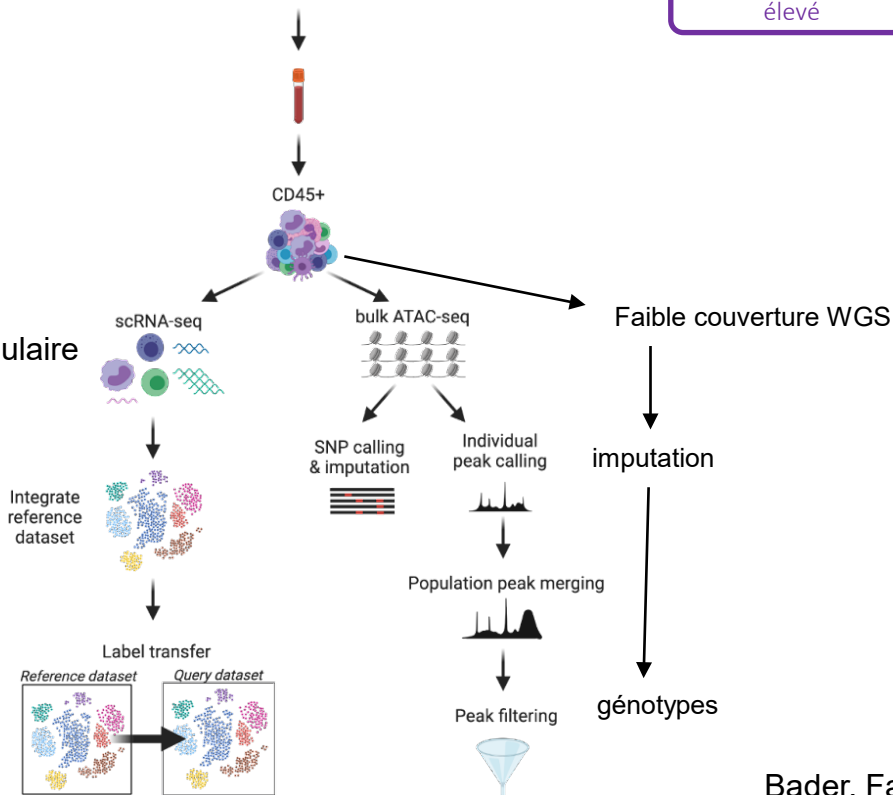 élevé
CD45+
scRNA-seq
bulk ATAC-seq
Faible couverture WGS
ulaire
SNP calling
& imputation
Individual
peak calling
imputation
Integrate
reference
dataset
Population peak merging
Label transfer
Reference dataset
Query dataset
Peak filtering
génotypes
Bader, Fa